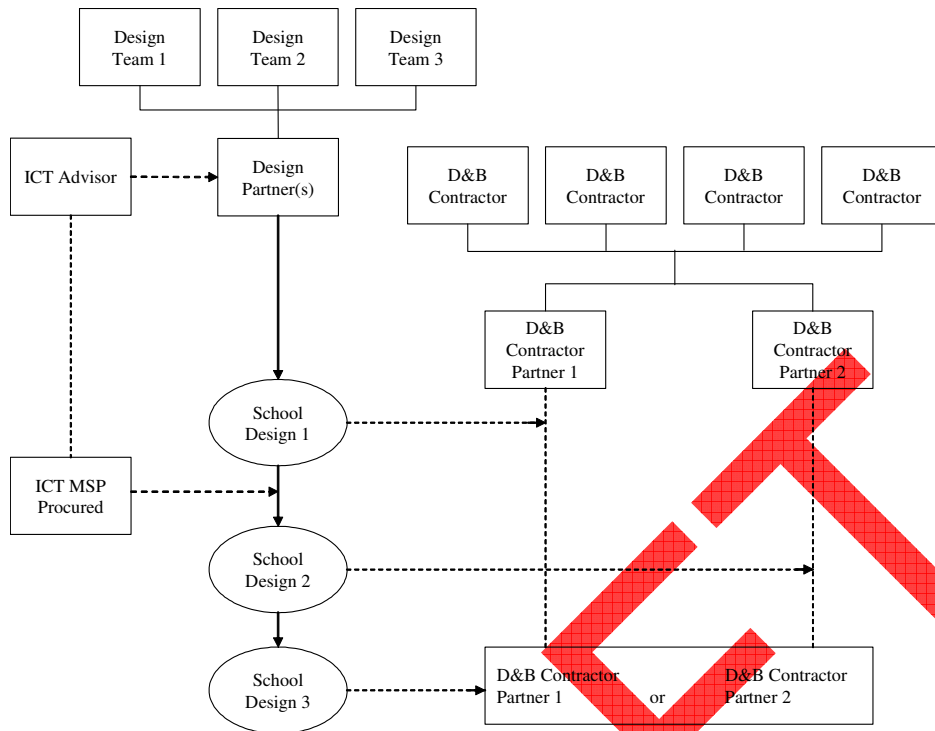 Design
Team 1
Design
Team 2
Design
Team 3
ICT Advisor
Design
Partner(s)
D&B
Contractor
D&B
Contractor
D&B
Contractor
D&B
Contractor
D&B
Contractor
Partner 1
D&B
Contractor
Partner 2
School
Design 1
ICT MSP
Procured
School
Design 2
School
Design 3
D&B Contractor
Partner 1
or
D&B Contractor
Partner 2